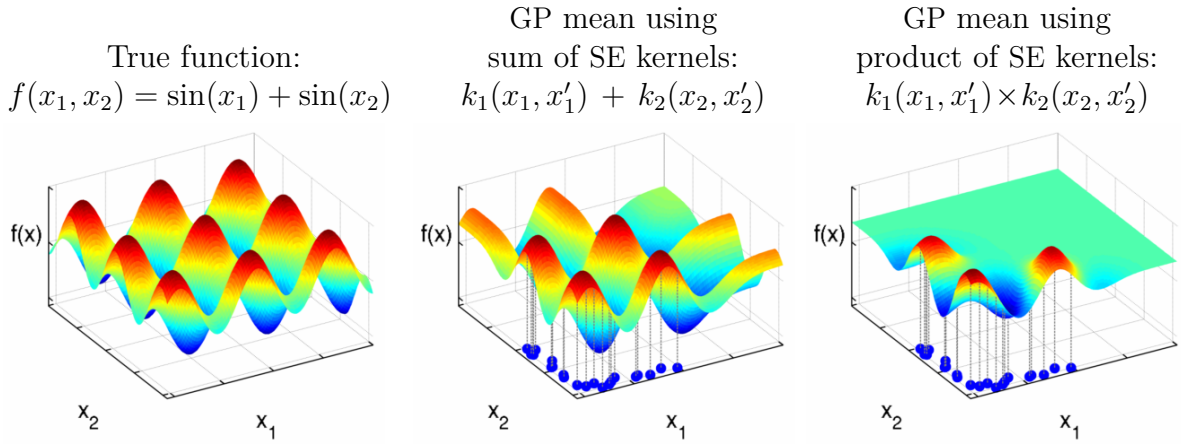 True function:
f(x₁, x₂) = sin(x₁) + sin(x₂)
GP mean using
sum of SE kernels:
k₁(x₁, x′₁) + k₂(x₂, x′₂)
GP mean using
product of SE kernels:
k₁(x₁, x′₁)×k₂(x₂, x′₂)
f(x)
x₂
x₁
f(x)
x₂
x₁
f(x)
x₂
x₁